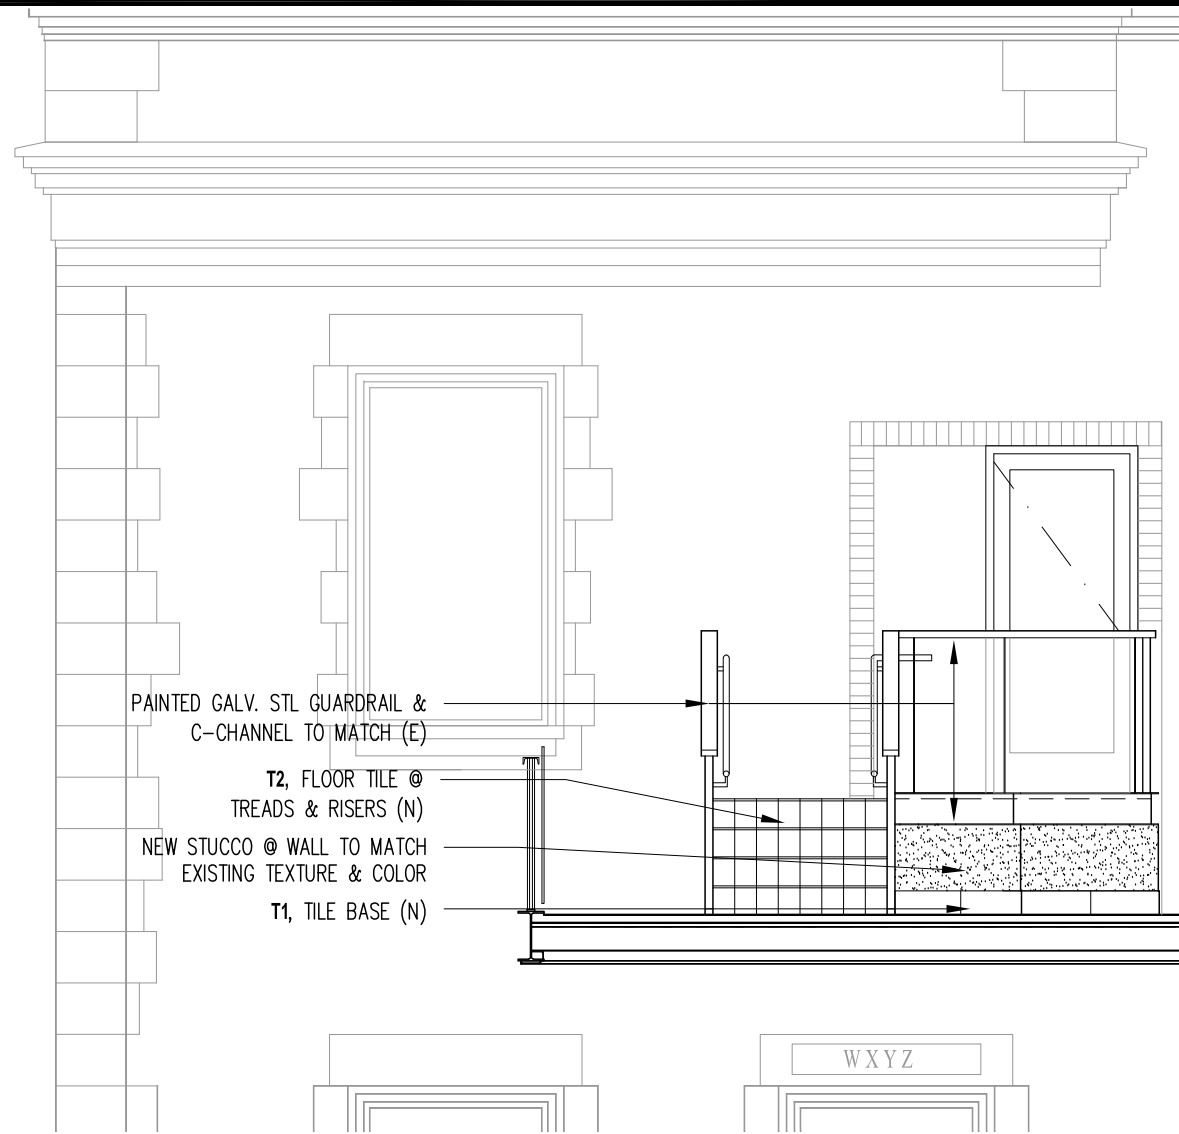 PAINTED GALV. STL GUARDRAIL &
C-CHANNEL TO MATCH (E)
T2, FLOOR TILE @
TREADS & RISERS (N)
NEW STUCCO @ WALL TO MATCH
EXISTING TEXTURE & COLOR
T1, TILE BASE (N)
WXYZ